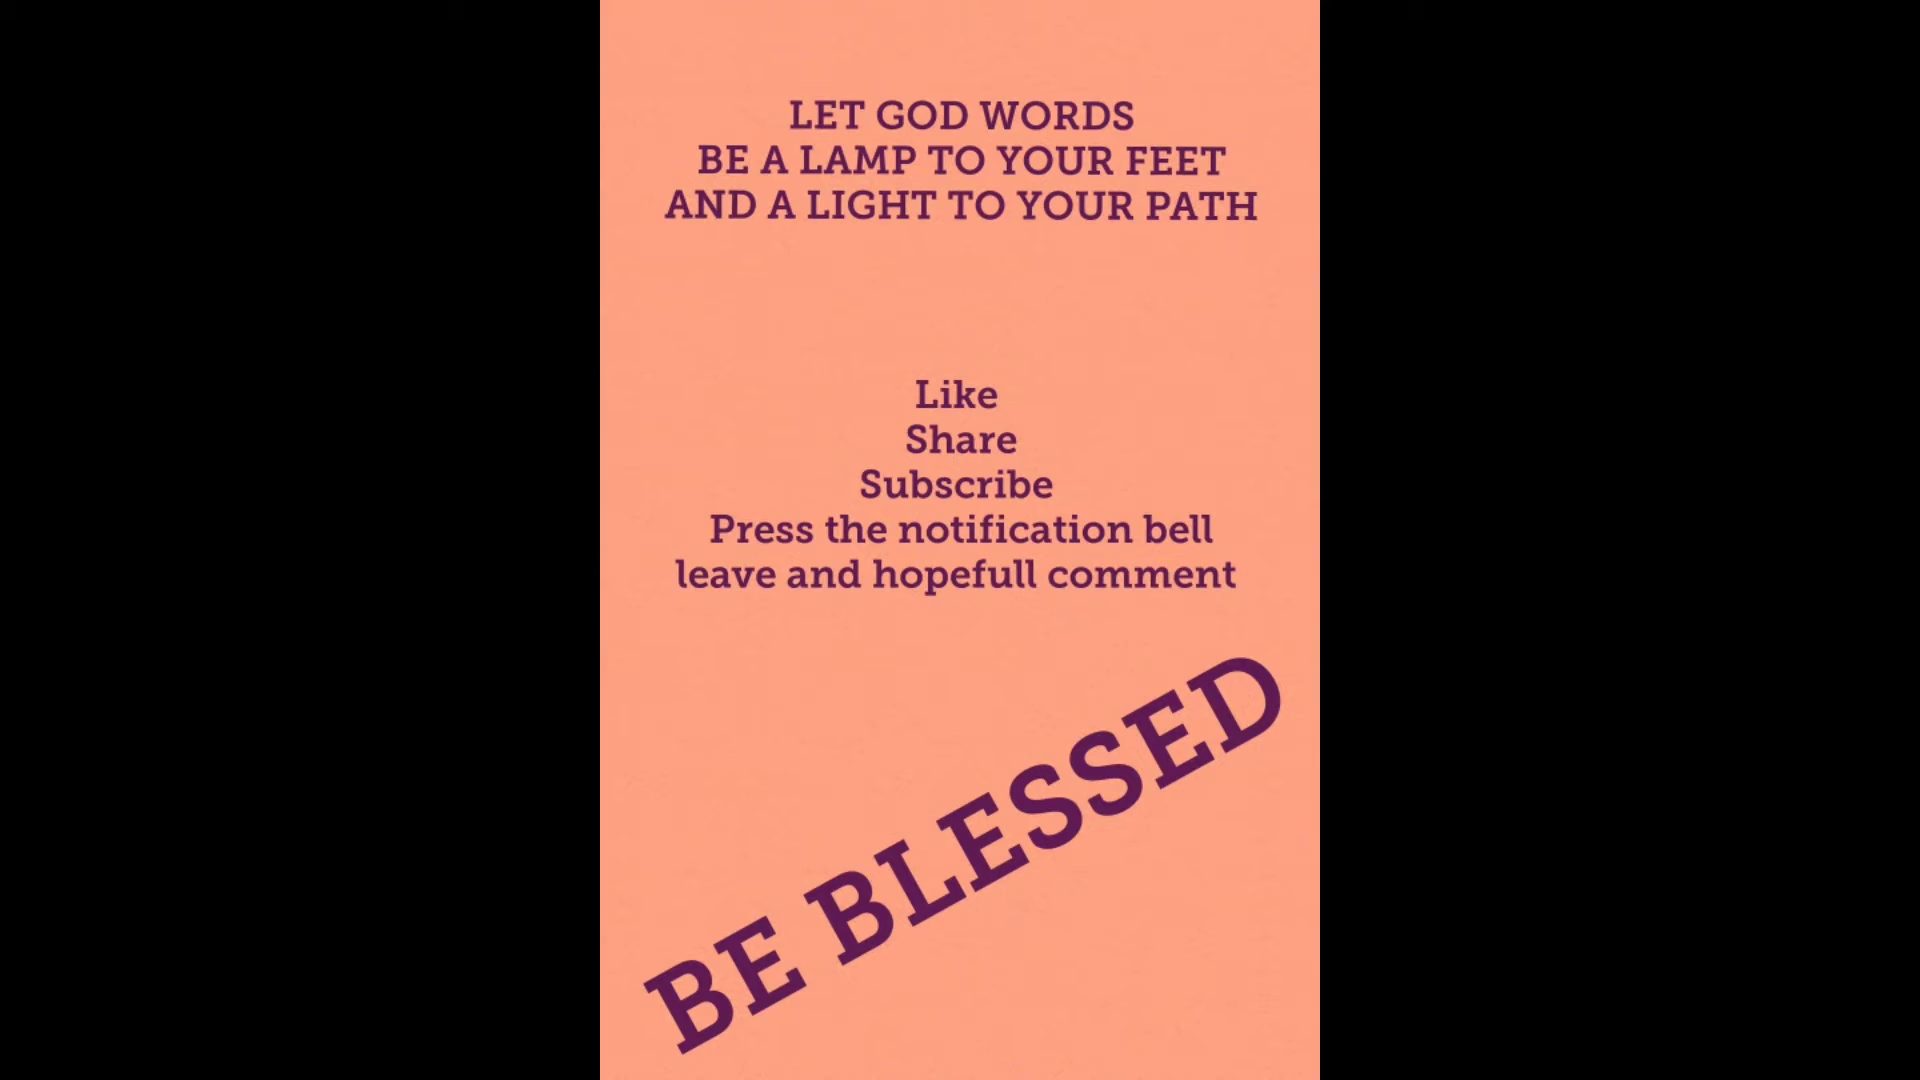 LET GOD WORDS
BE A LAMP TO YOUR FEET
AND A LIGHT TO YOUR PATH
Like
Share
Subscribe
Press the notification bell
leave and hopefull comment
BE BLESSED